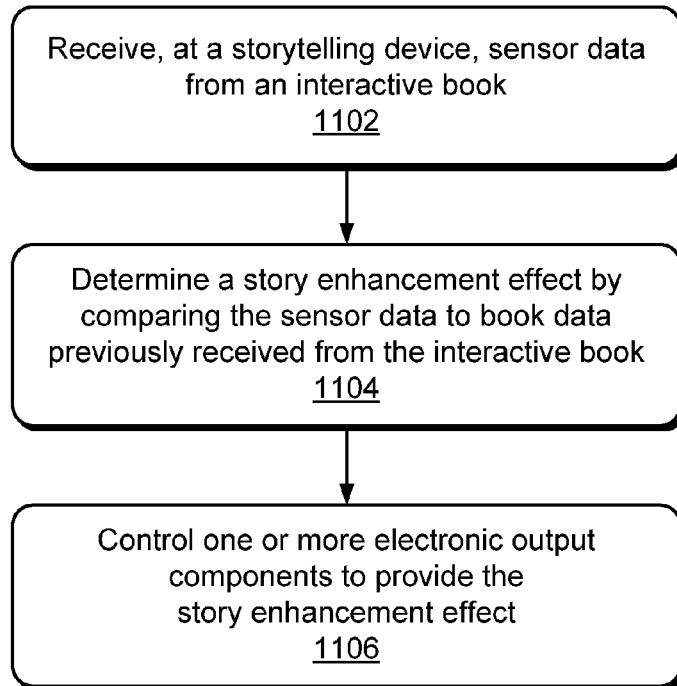 Receive, at a storytelling device, sensor data
from an interactive book
1102
Determine a story enhancement effect by
comparing the sensor data to book data
previously received from the interactive book
1104
Control one or more electronic output
components to provide the
story enhancement effect
1106